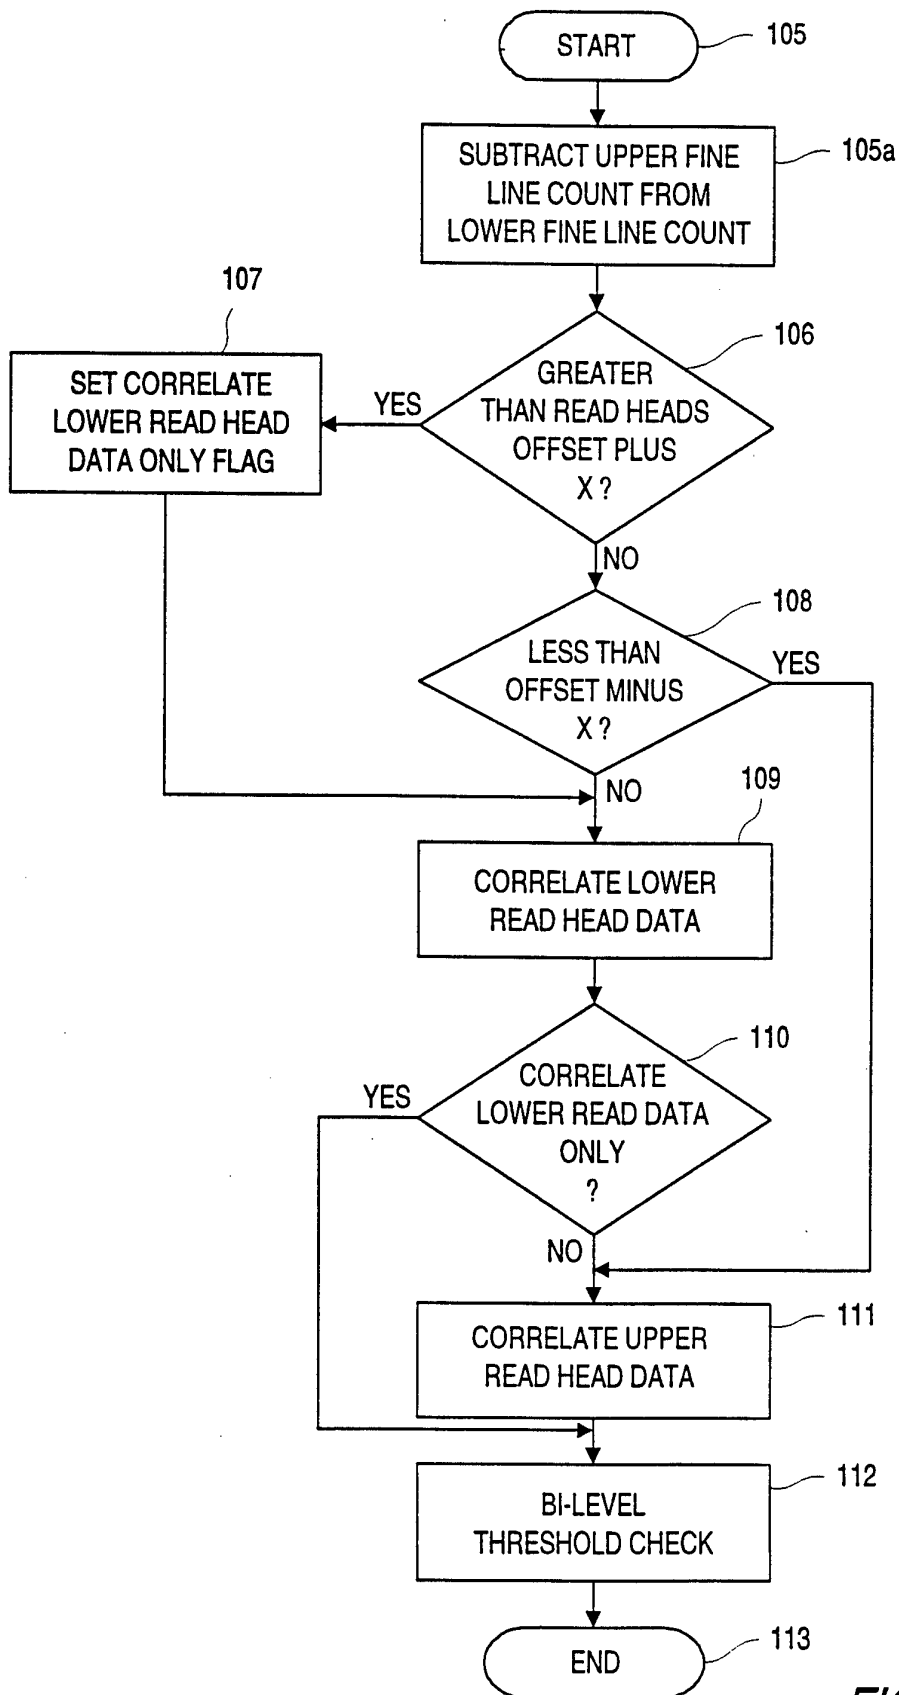 START
105
SUBTRACT UPPER FINE
LINE COUNT FROM
LOWER FINE LINE COUNT
105a
107
106
SET CORRELATE
LOWER READ HEAD
DATA ONLY FLAG
YES
GREATER
THAN READ HEADS
OFFSET PLUS
X ?
NO
108
LESS THAN
OFFSET MINUS
X ?
YES
NO
109
CORRELATE LOWER
READ HEAD DATA
110
YES
CORRELATE
LOWER READ DATA
ONLY
?
NO
111
CORRELATE UPPER
READ HEAD DATA
112
BI-LEVEL
THRESHOLD CHECK
113
END